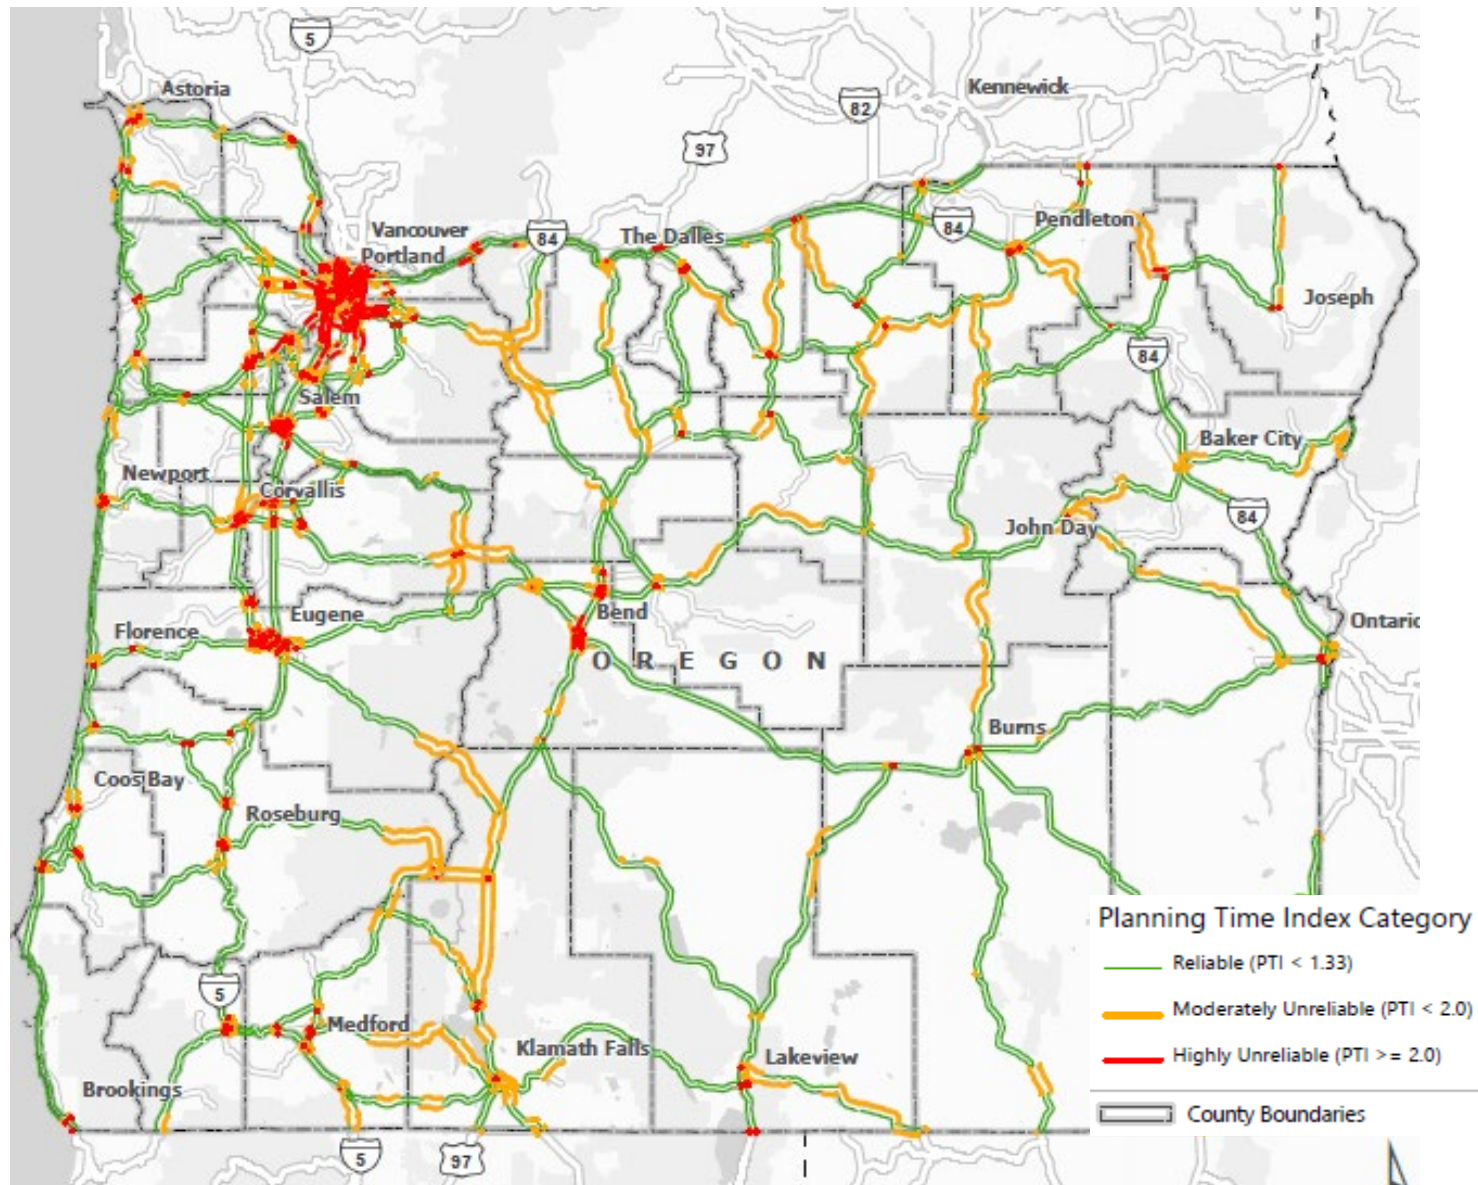 5
Astoria
Kennewick
82
97
Pendleton
84
Vancouver
84
The Dalles
Portland
Joseph
84
Salem
Baker City
Newport
Corvallis
84
John Day
Bend
Eugene
Florence
Ontaric
OREGON
Burns
Coos Bay
Roseburg
Planning Time Index Category
Reliable (PTI < 1.33)
5
Moderately Unreliable (PTI < 2.0)
Medford
Klamath Falls
Lakeview
Highly Unreliable (PTI >= 2.0)
Brookings
County Boundaries
5
97